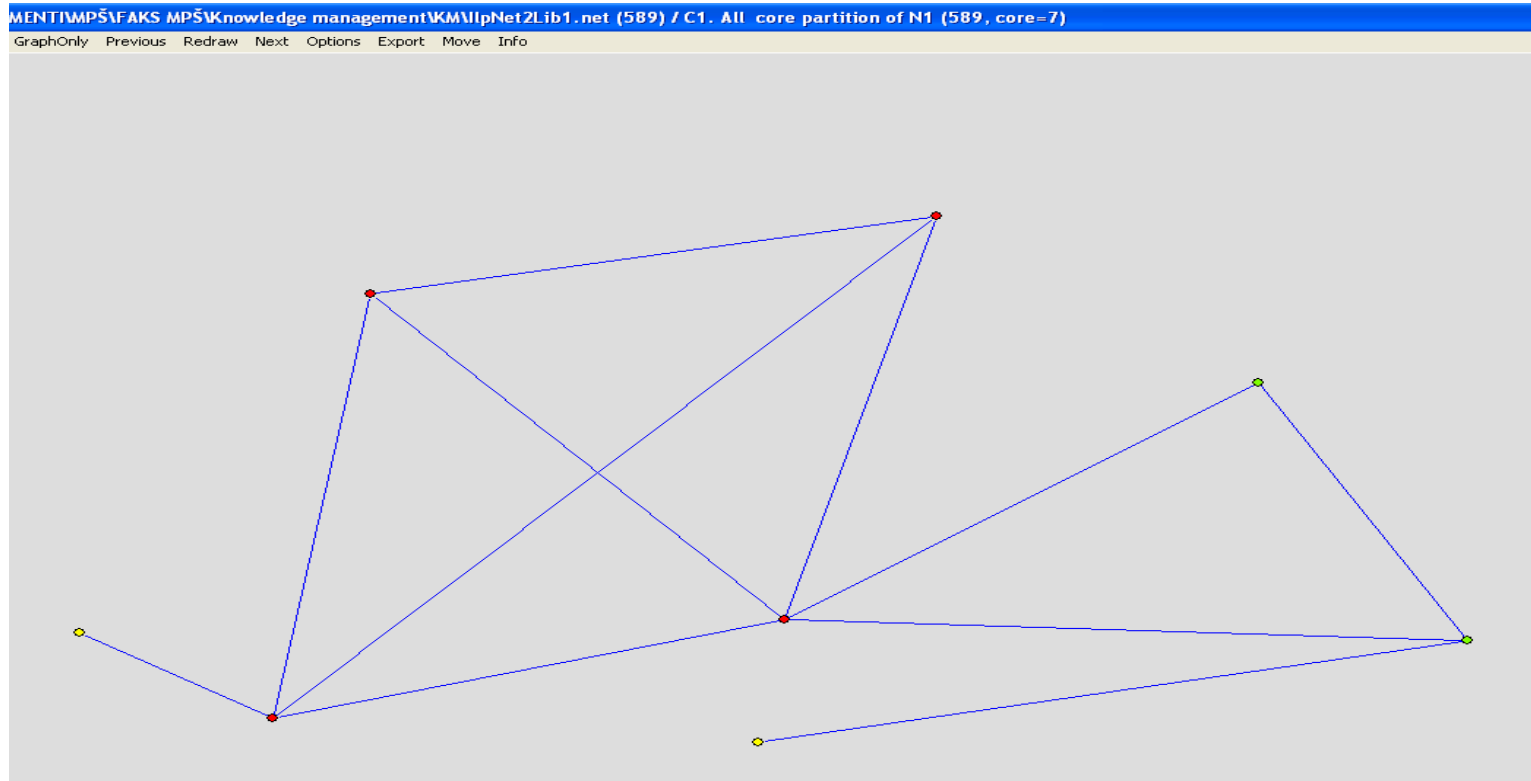 MENTI\MPŠ\FAKS MPŠ\Knowledge management\KM\IlpNet2Lib1.net (589) / C1. All core partition of N1 (589, core=7)
GraphOnly Previous Redraw Next Options Export Move Info